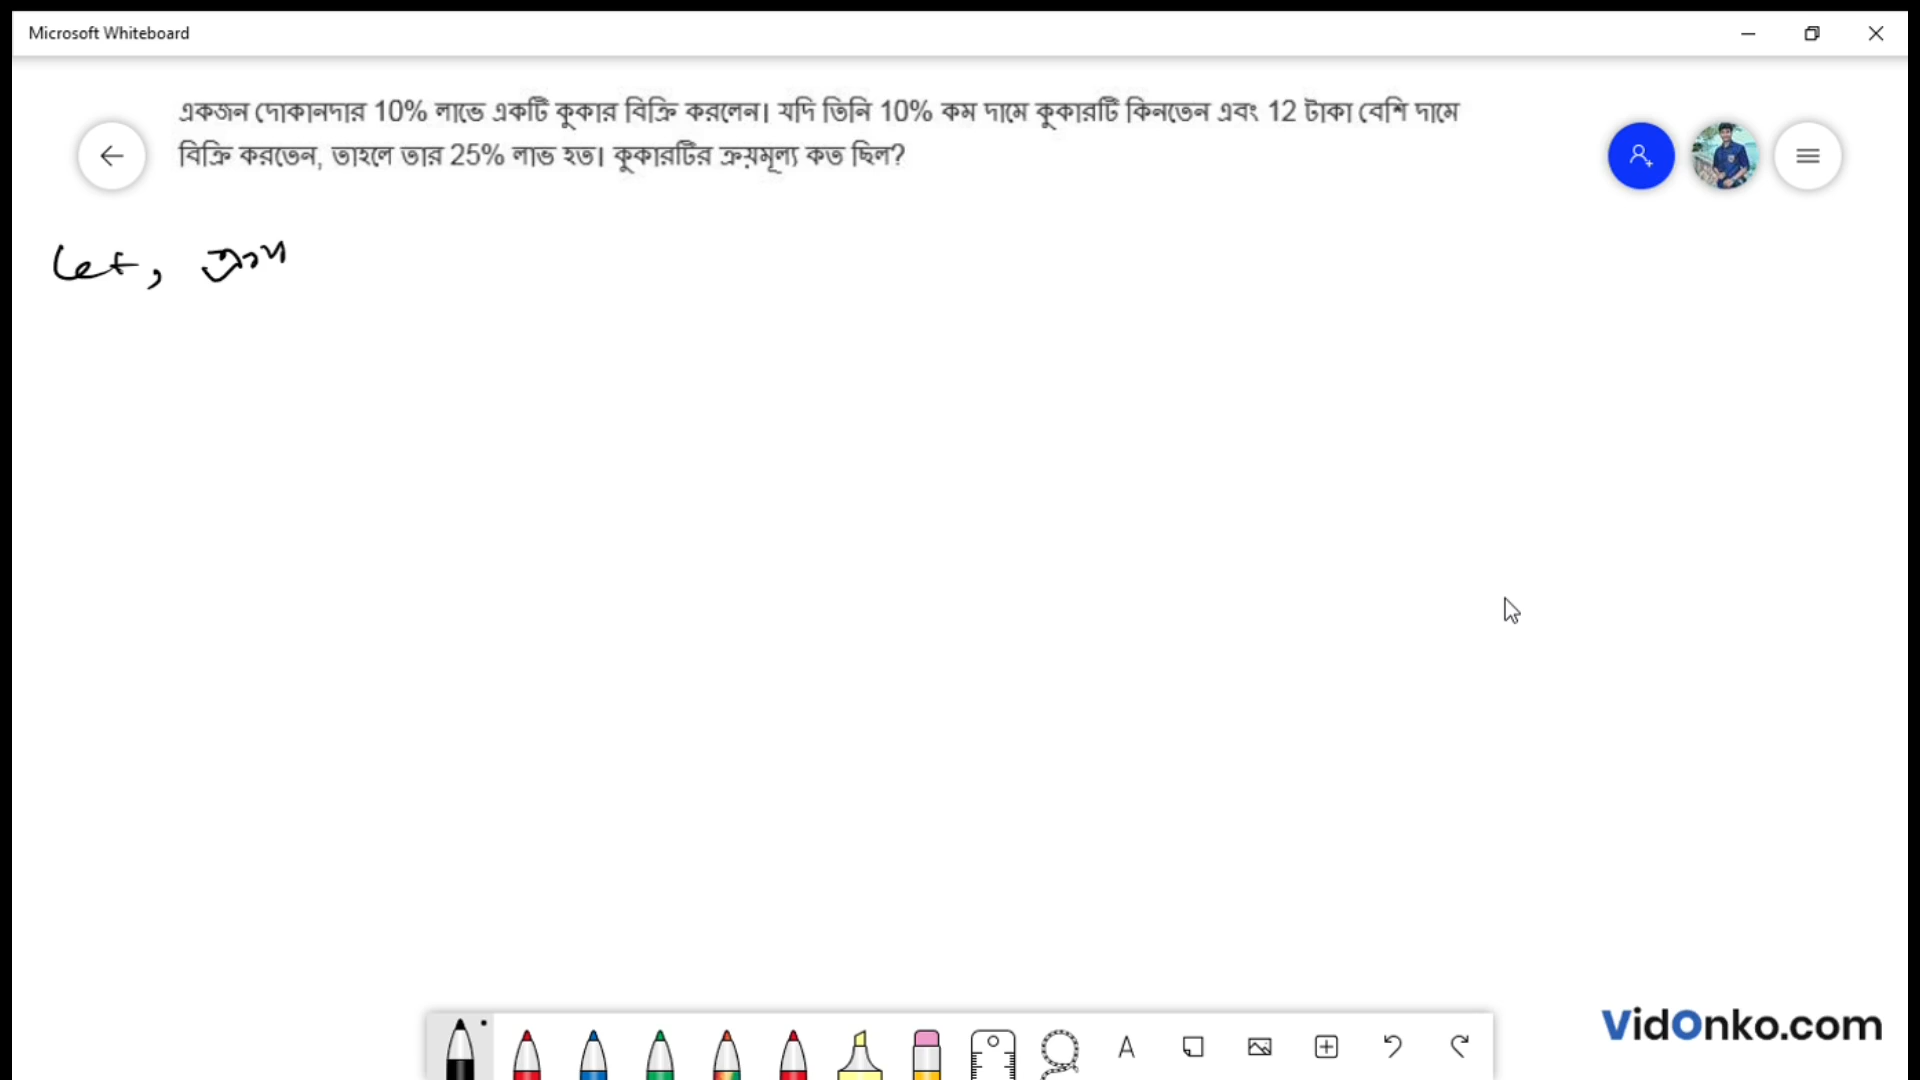 Microsoft Whiteboard
একজন দোকানদার 10% লাভে একটি কুকার বিক্রি করলেন। যদি তিনি 10% কম দামে কুকারটি কিনতেন এবং 12 টাকা বেশি দামে
বিক্রি করতেন, তাহলে তার 25% লাভ হত। কুকারটির ক্রয়মূল্য কত ছিল?
Let,
VidOnko.com